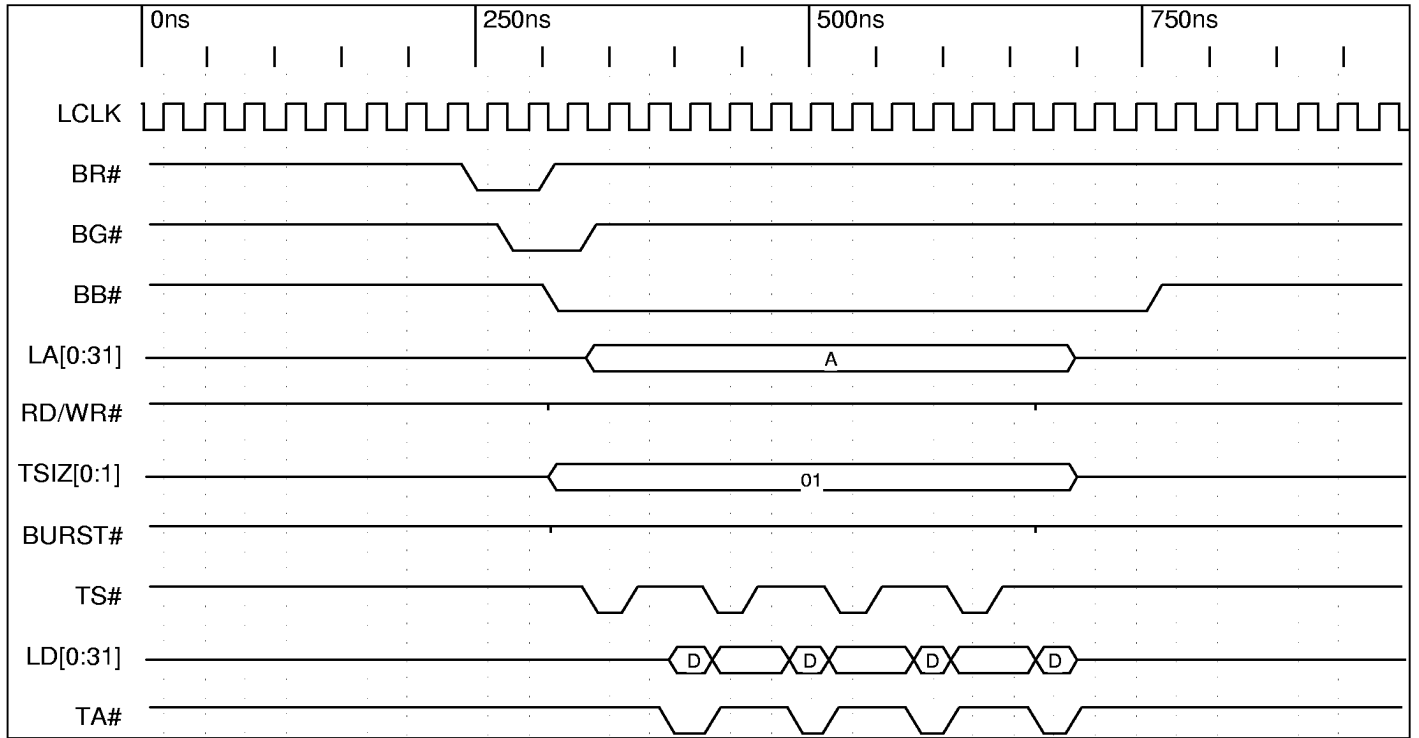 0ns 250ns 500ns 750ns
LCLK
BR#
BG#
BB#
LA[0:31] A
RD/WR#
TSIZ[0:1] 01
BURST#
TS#
LD[0:31] D D D D
TA#